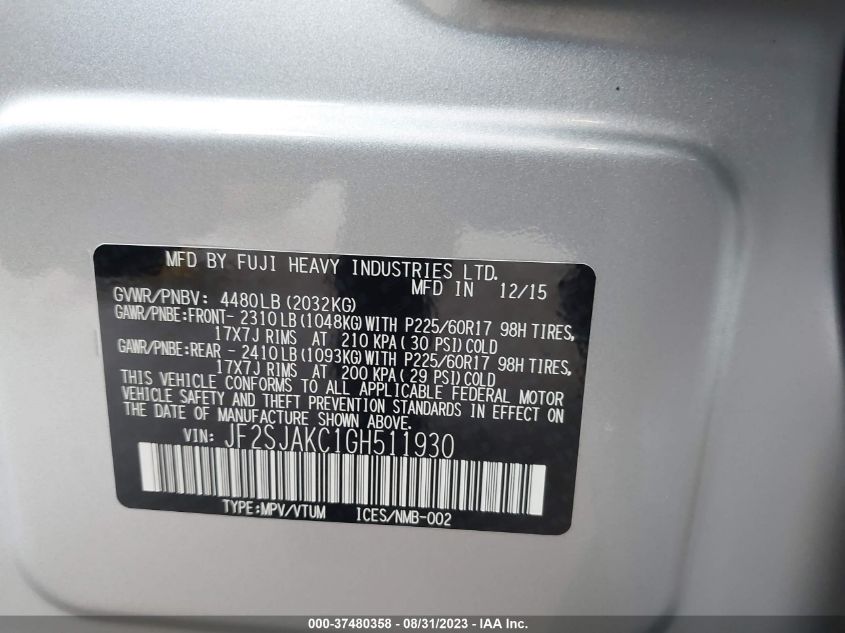 MFD BY FUJI HEAVY INDUSTRIES LTD.
MFD IN 12/15
GVWR/PNBV: 4480LB (2032KG)
GAWR/PNBE:FRONT- 2310LB (1048KG) WITH P225/60R17 98H TIRES,
17X7J RIMS AT 210 KPA ( 30 PSI) COLD
GAWR/PNBE:REAR - 2410LB (1093KG) WITH P225/60R17 98H TIRES,
17X7J RIMS AT 200 KPA ( 29 PSI) COLD
THIS VEHICLE CONFORMS TO ALL APPLICABLE FEDERAL MOTOR
VEHICLE SAFETY AND THEFT PREVENTION STANDARDS IN EFFECT ON
THE DATE OF MANUFACTURE SHOWN ABOVE.
VIN: JF2SJAKC1GH511930
TYPE:MPV/VTUM ICES/NMB-002
000-37480358 - 08/31/2023 - IAA Inc.